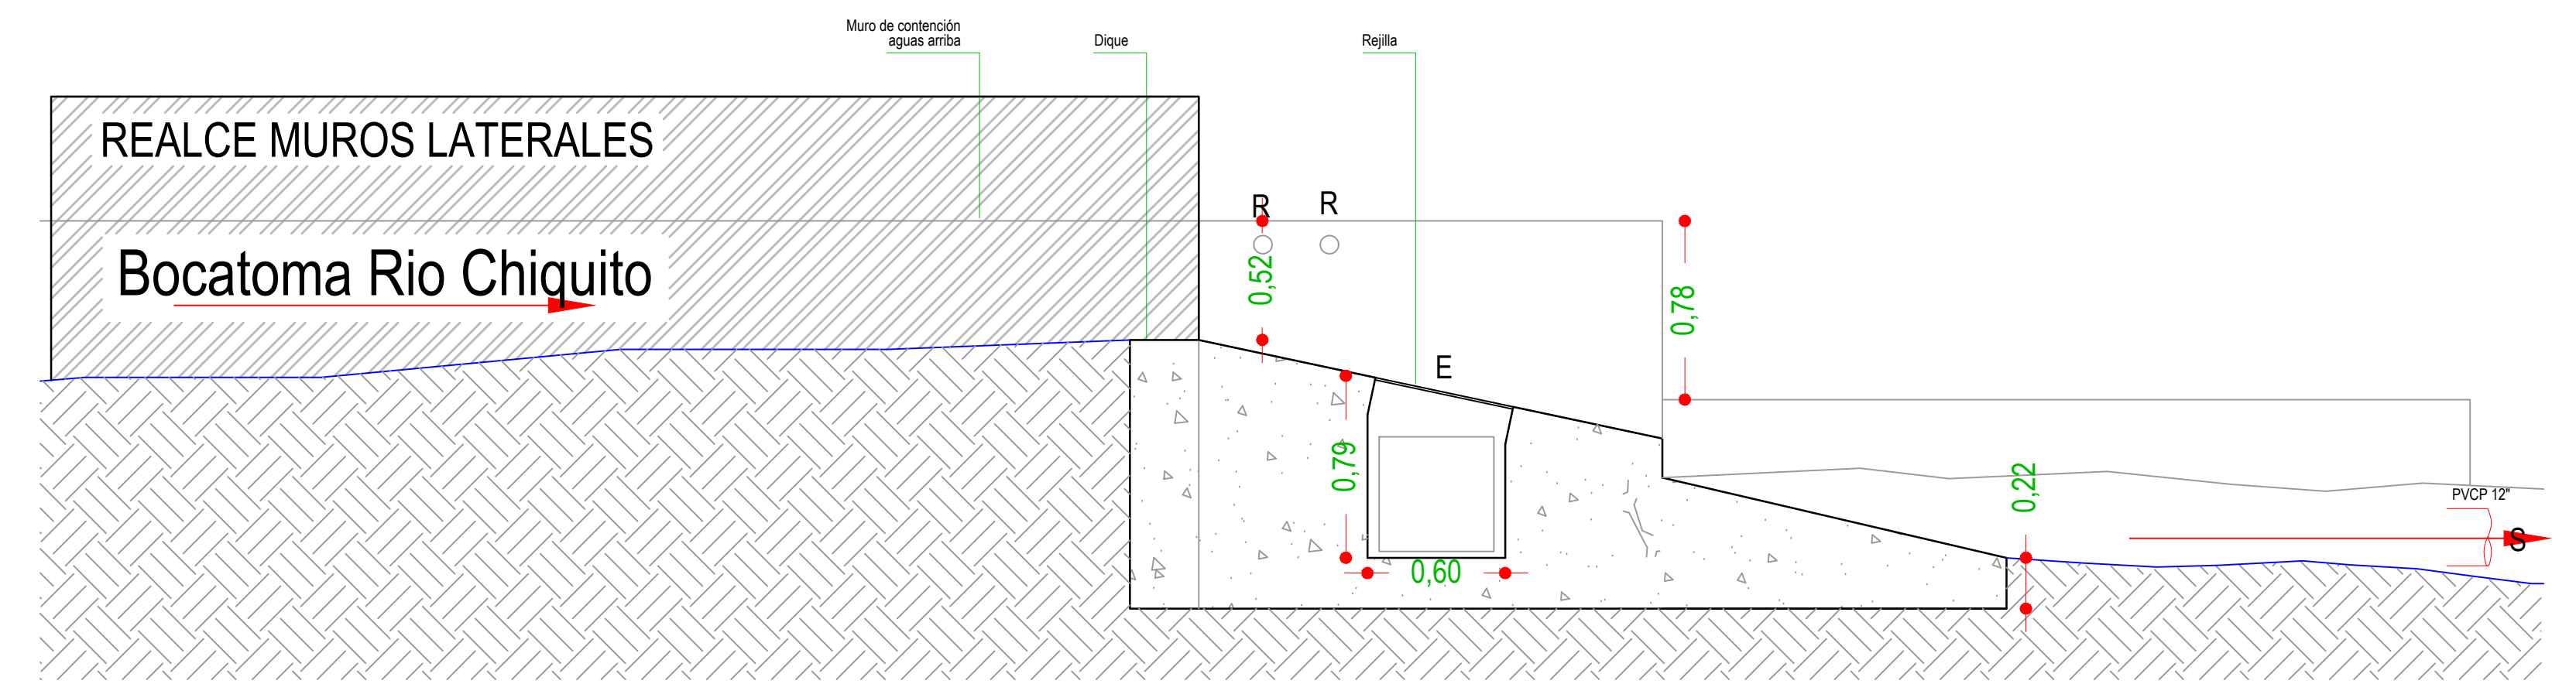 Muro de contención
aguas arriba
Dique
Rejilla
REALCE MUROS LATERALES
R
R
Bocatoma Rio Chiquito
0,52
0,78
E
0,79
0,22
PVCP 12"
S
0,60